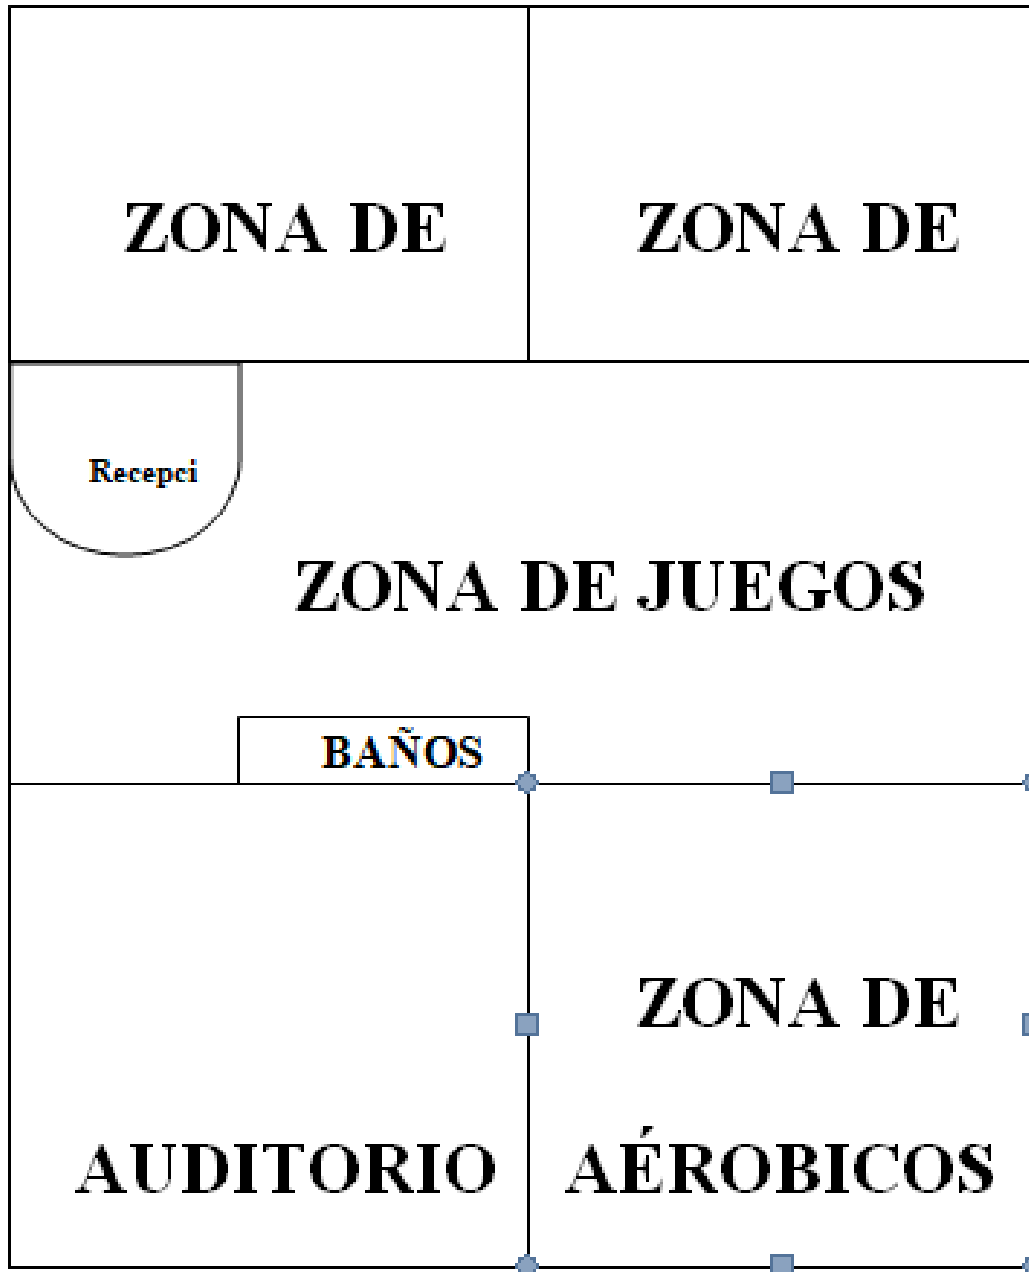 ZONA DE
ZONA DE
Recepci
ZONA DE JUEGOS
BAÑOS
ZONA DE
AUDITORIO
AÉROBICOS